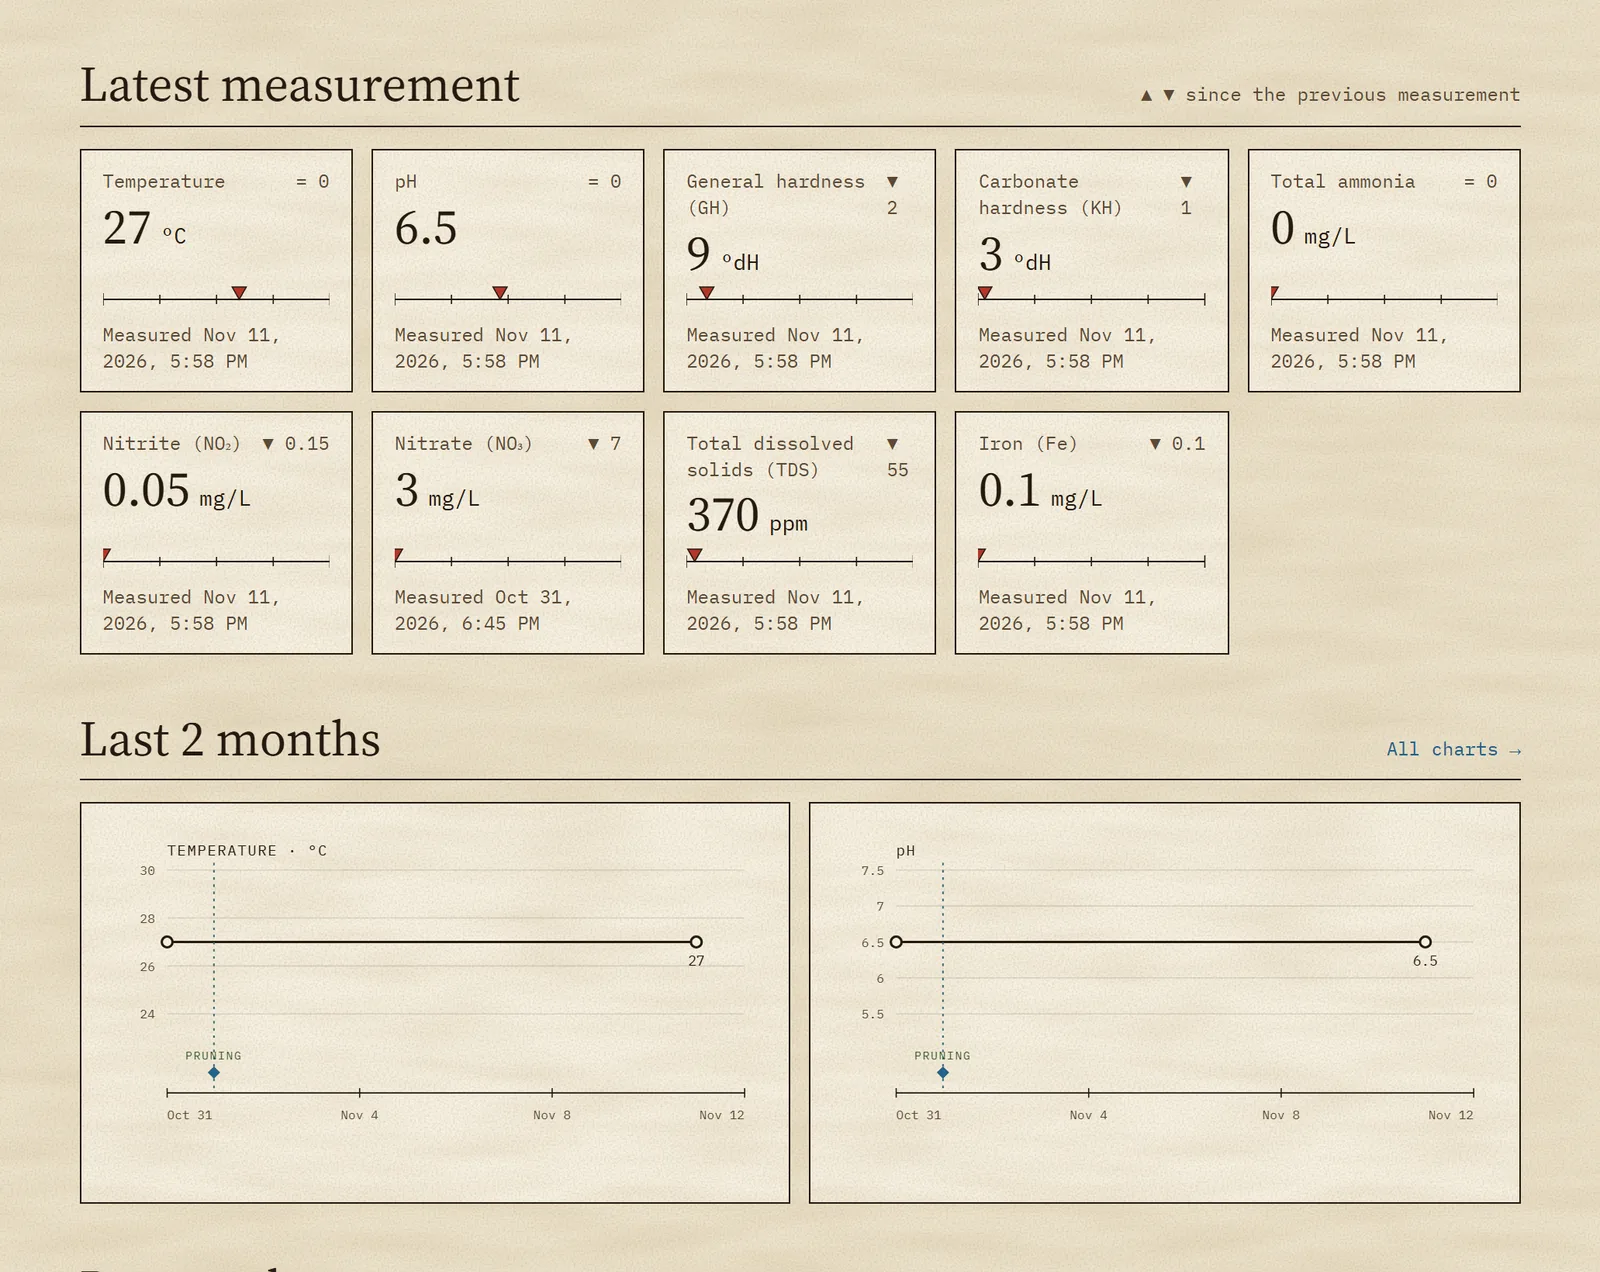 Latest measurement
▲ ▼ since the previous measurement
Temperature = 0
27 °C
Measured Nov 11,
2026, 5:58 PM
pH = 0
6.5
Measured Nov 11,
2026, 5:58 PM
General hardness ▼
(GH) 2
9 °dH
Measured Nov 11,
2026, 5:58 PM
Carbonate ▼
hardness (KH) 1
3 °dH
Measured Nov 11,
2026, 5:58 PM
Total ammonia = 0
0 mg/L
Measured Nov 11,
2026, 5:58 PM
Nitrite (NO₂) ▼ 0.15
0.05 mg/L
Measured Nov 11,
2026, 5:58 PM
Nitrate (NO₃) ▼ 7
3 mg/L
Measured Oct 31,
2026, 6:45 PM
Total dissolved ▼
solids (TDS) 55
370 ppm
Measured Nov 11,
2026, 5:58 PM
Iron (Fe) ▼ 0.1
0.1 mg/L
Measured Nov 11,
2026, 5:58 PM
Last 2 months
All charts →
TEMPERATURE · °C
30
28
27
26
24
PRUNING
Oct 31 Nov 4 Nov 8 Nov 12
pH
7.5
7
6.5
6.5
6
5.5
PRUNING
Oct 31 Nov 4 Nov 8 Nov 12